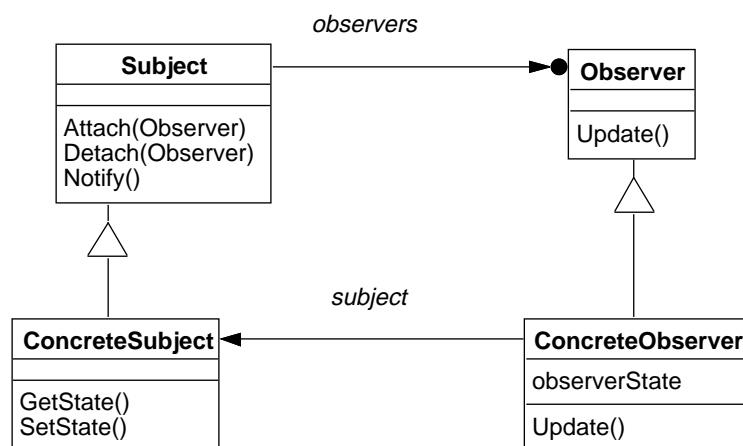 observers
Subject
Attach(Observer)
Detach(Observer)
Notify()
Observer
Update()
subject
ConcreteSubject
GetState()
SetState()
ConcreteObserver
observerState
Update()